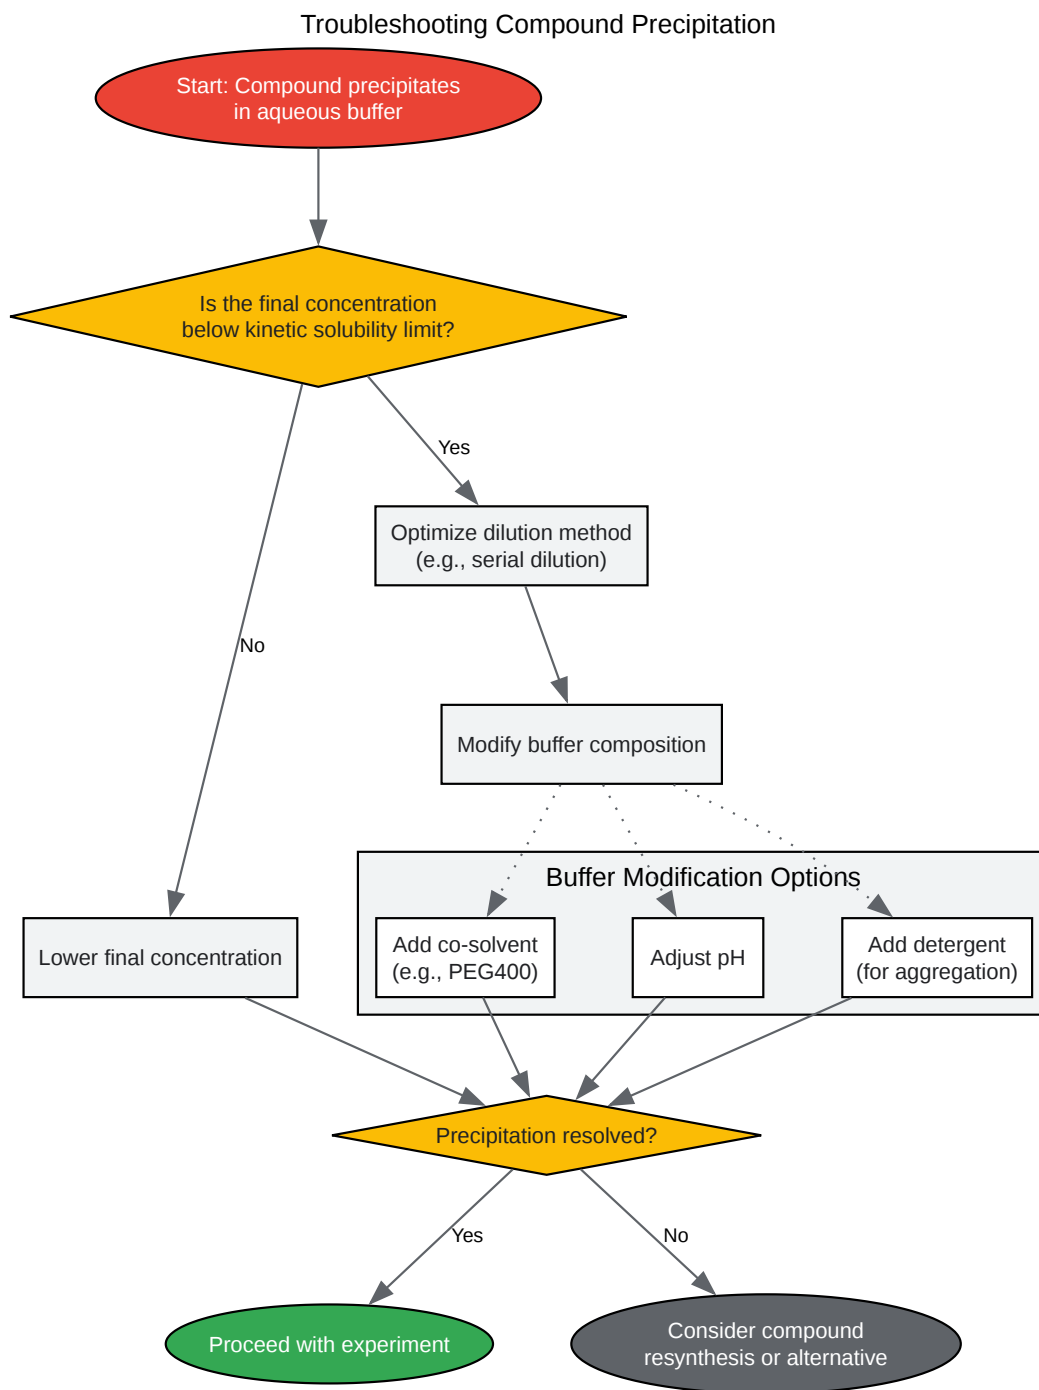 Troubleshooting Compound Precipitation
Start: Compound precipitates
in aqueous buffer
Is the final concentration
below kinetic solubility limit?
Yes
Optimize dilution method
(e.g., serial dilution)
No
Modify buffer composition
Buffer Modification Options
Lower final concentration
Add co-solvent
(e.g., PEG400)
Adjust pH
Add detergent
(for aggregation)
Precipitation resolved?
Yes
No
Proceed with experiment
Consider compound
resynthesis or alternative